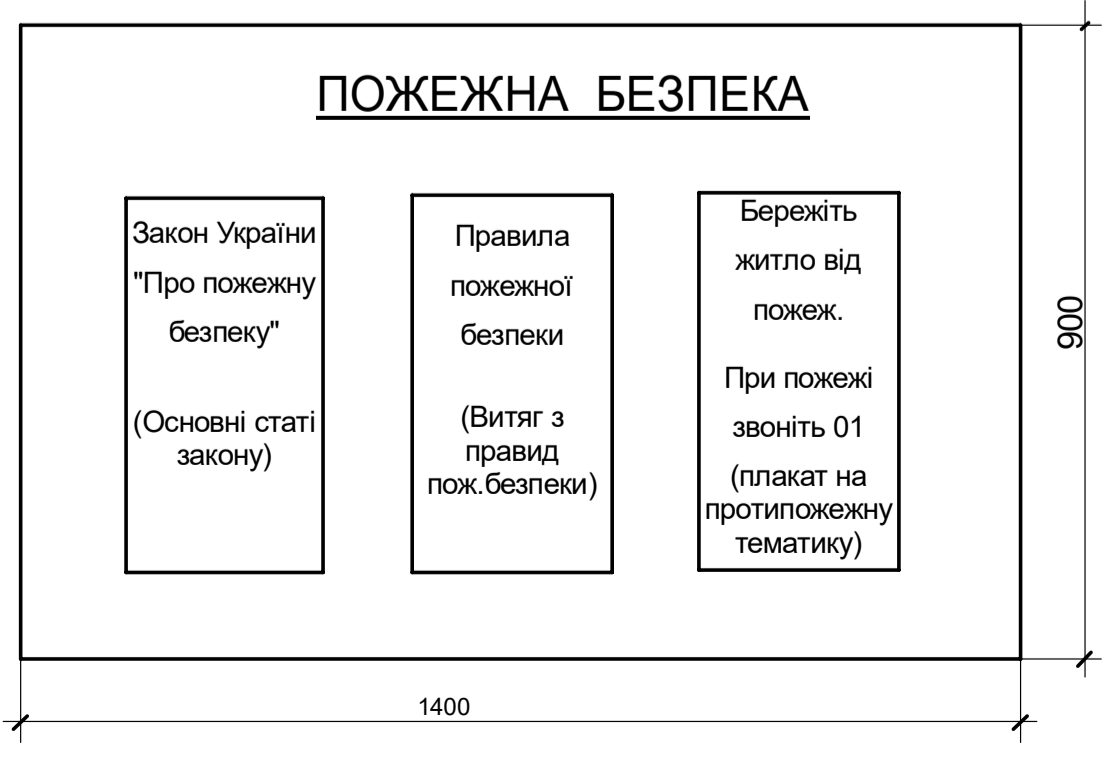 ПОЖЕЖНА БЕЗПЕКА
Закон України
"Про пожежну
безпеку"
(Основні статі
закону)
Правила
пожежної
безпеки
(Витяг з
правид
пож.безпеки)
Бережіть
житло від
пожеж.
При пожежі
звоніть 01
(плакат на
протипожежну
тематику)
900
1400